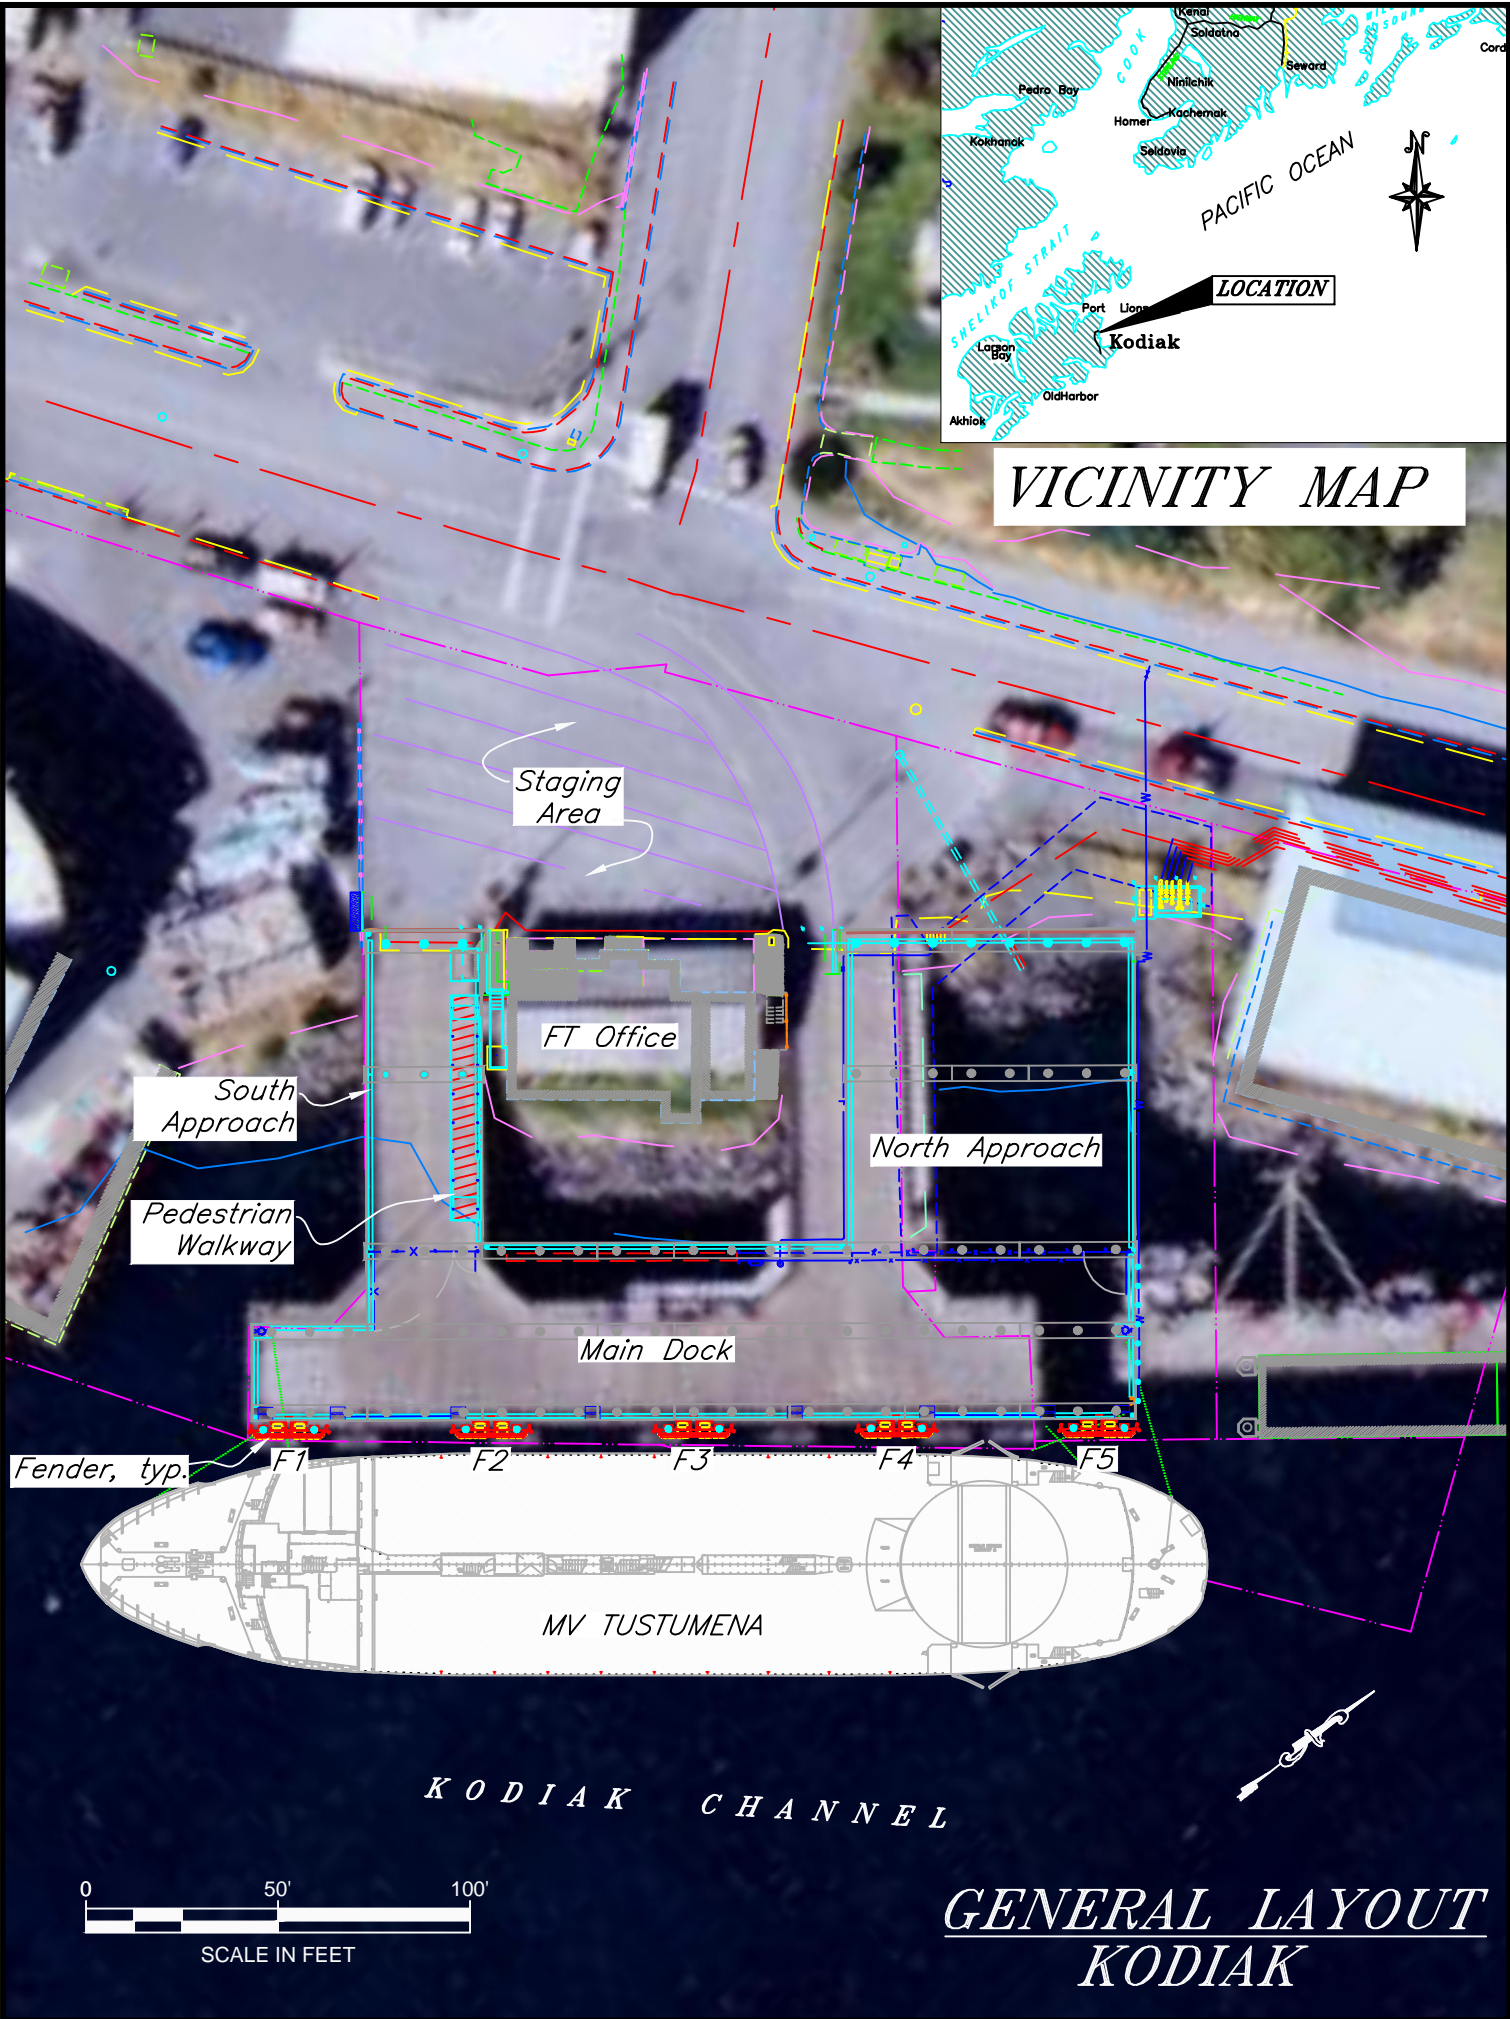 Kenai
Soldotna
COOK
Cord
Seward
Ninilchik
Pedro Bay
Kachemak
Homer
Kokhanok
Seldovia
N
PACIFIC OCEAN
SHELIKOF STRAIT
LOCATION
Port Lions
Kodiak
Larson
Bay
OldHarbor
Akhiok
VICINITY MAP
Staging
Area
FT Office
South
Approach
North Approach
Pedestrian
Walkway
Main Dock
Fender, typ.
F1
F2
F3
F4
F5
MV TUSTUMENA
KODIAK CHANNEL
0 50' 100'
SCALE IN FEET
GENERAL LAYOUT
KODIAK